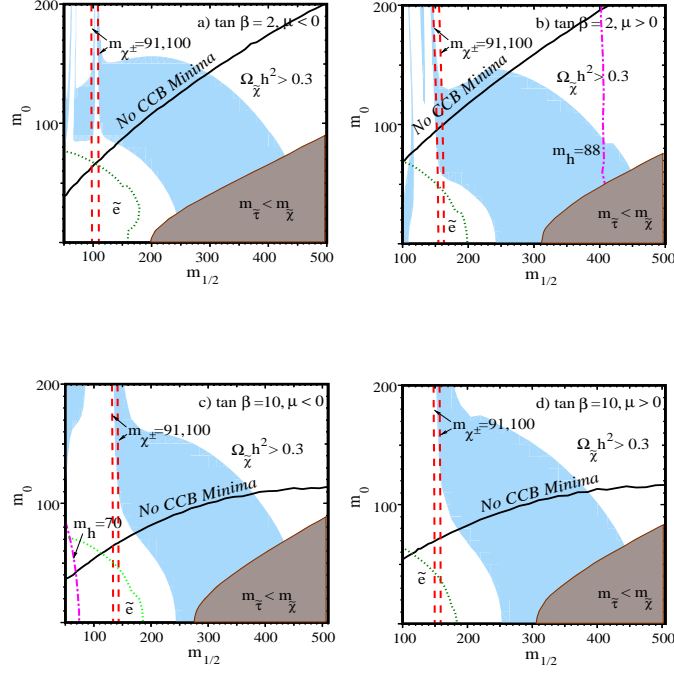 a) tan β = 2, μ < 0
m_χ± =91,100
Ω_χ̃ h² > 0.3
No CCB Minima
ẽ
m_τ̃ < m_χ̃
m_0
200
100
0
100 200 300 400 500
m_1/2
b) tan β = 2, μ > 0
m_χ± =91,100
Ω_χ̃ h² > 0.3
No CCB Minima
m_h=88
ẽ
m_τ̃ < m_χ̃
m_0
200
100
0
100 200 300 400 500
m_1/2
c) tan β = 10, μ < 0
m_χ± =91,100
Ω_χ̃ h² > 0.3
No CCB Minima
m_h=70
ẽ
m_τ̃ < m_χ̃
m_0
200
100
0
100 200 300 400 500
m_1/2
d) tan β = 10, μ > 0
m_χ± =91,100
Ω_χ̃ h² > 0.3
No CCB Minima
ẽ
m_τ̃ < m_χ̃
m_0
200
100
0
100 200 300 400 500
m_1/2